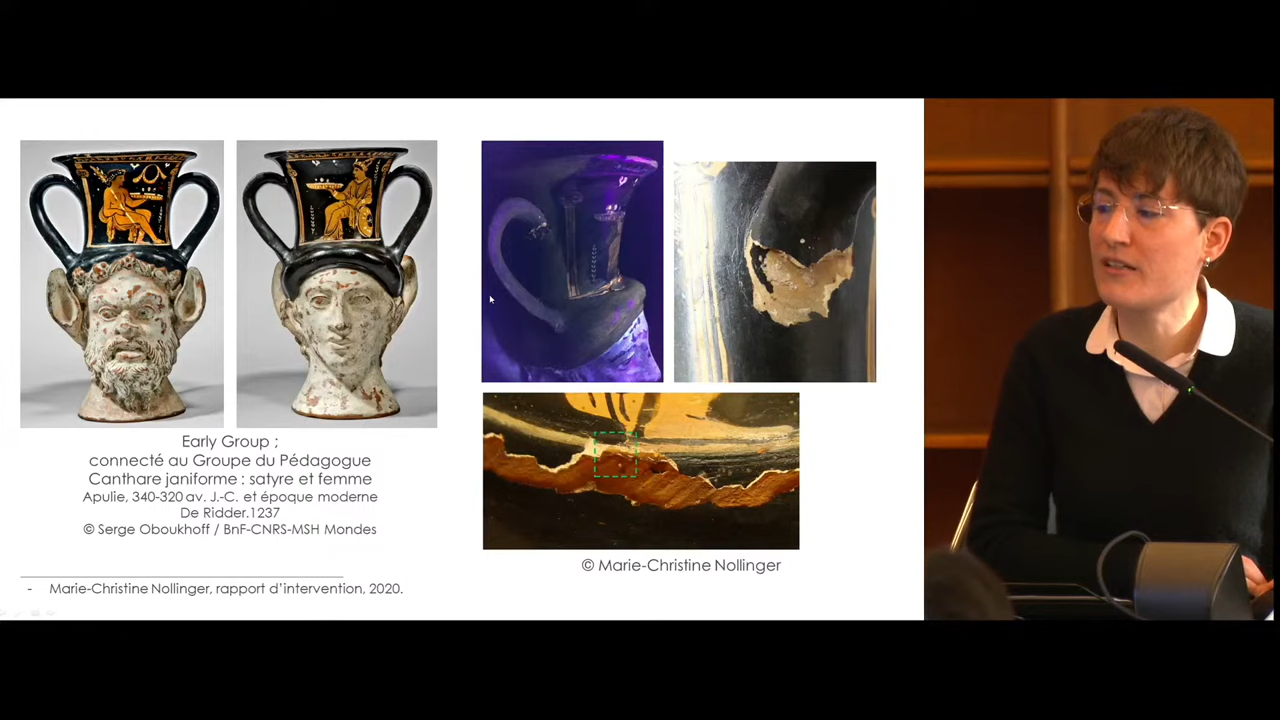 Early Group ;
connecté au Groupe du Pédagogue
Canthare janiforme : satyre et femme
Apulie, 340-320 av. J.-C. et époque moderne
De Ridder.1237
© Serge Oboukhoff / BnF-CNRS-MSH Mondes
© Marie-Christine Nollinger
- Marie-Christine Nollinger, rapport d’intervention, 2020.